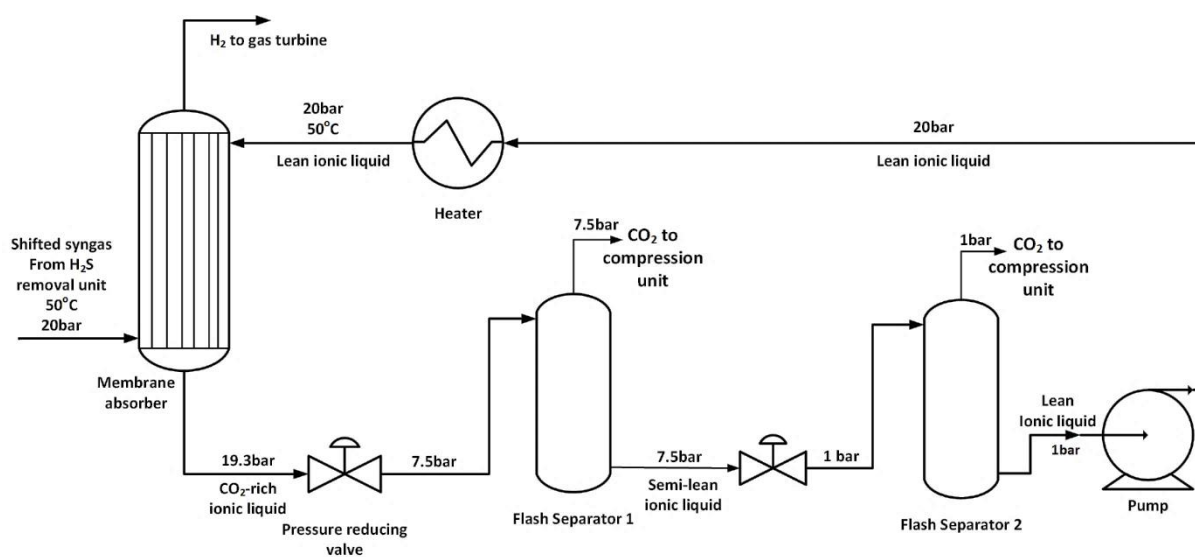 H₂ to gas turbine
20bar
50°C
Lean ionic liquid
20bar
Lean ionic liquid
Heater
Shifted syngas
From H₂S
removal unit
50°C
20bar
7.5bar
CO₂ to
compression
unit
1bar
CO₂ to
compression
unit
Membrane
absorber
19.3bar
CO₂-rich
ionic liquid
7.5bar
Pressure reducing
valve
Flash Separator 1
7.5bar
Semi-lean
ionic liquid
1 bar
Flash Separator 2
Lean
Ionic liquid
1bar
Pump